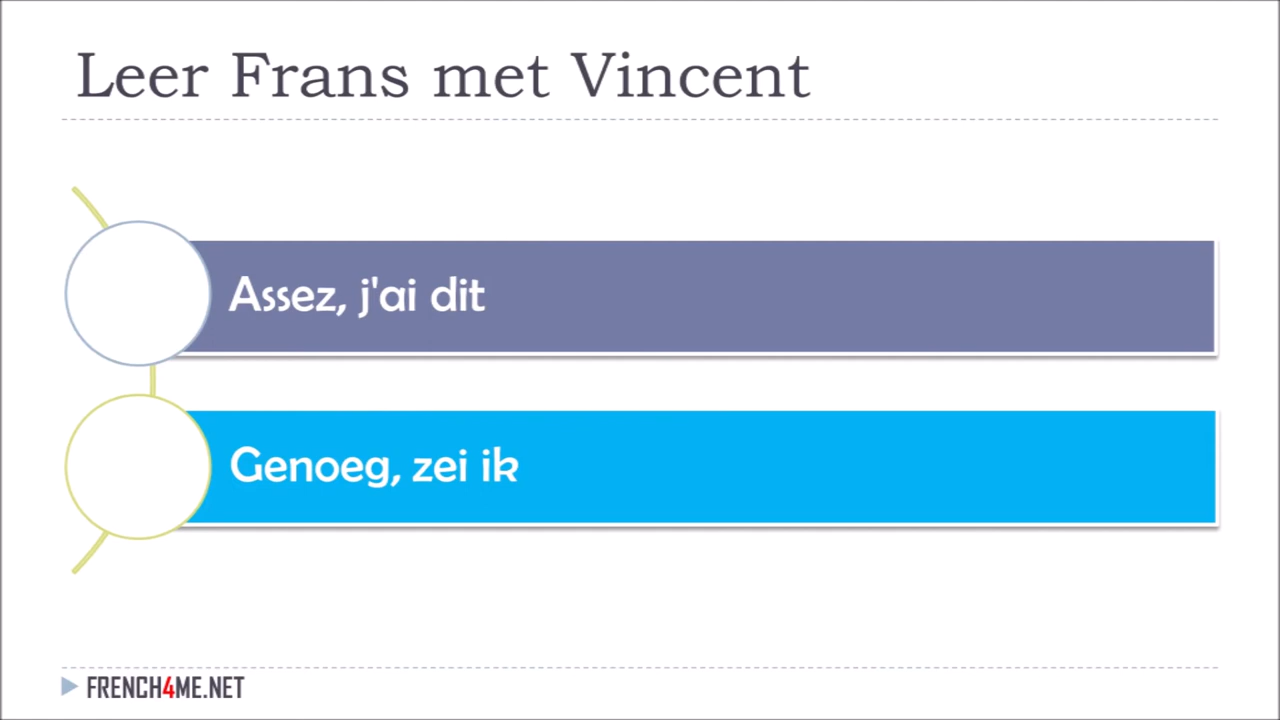 Leer Frans met Vincent
Assez, j'ai dit
Genoeg, zei ik
FRENCH4ME.NET